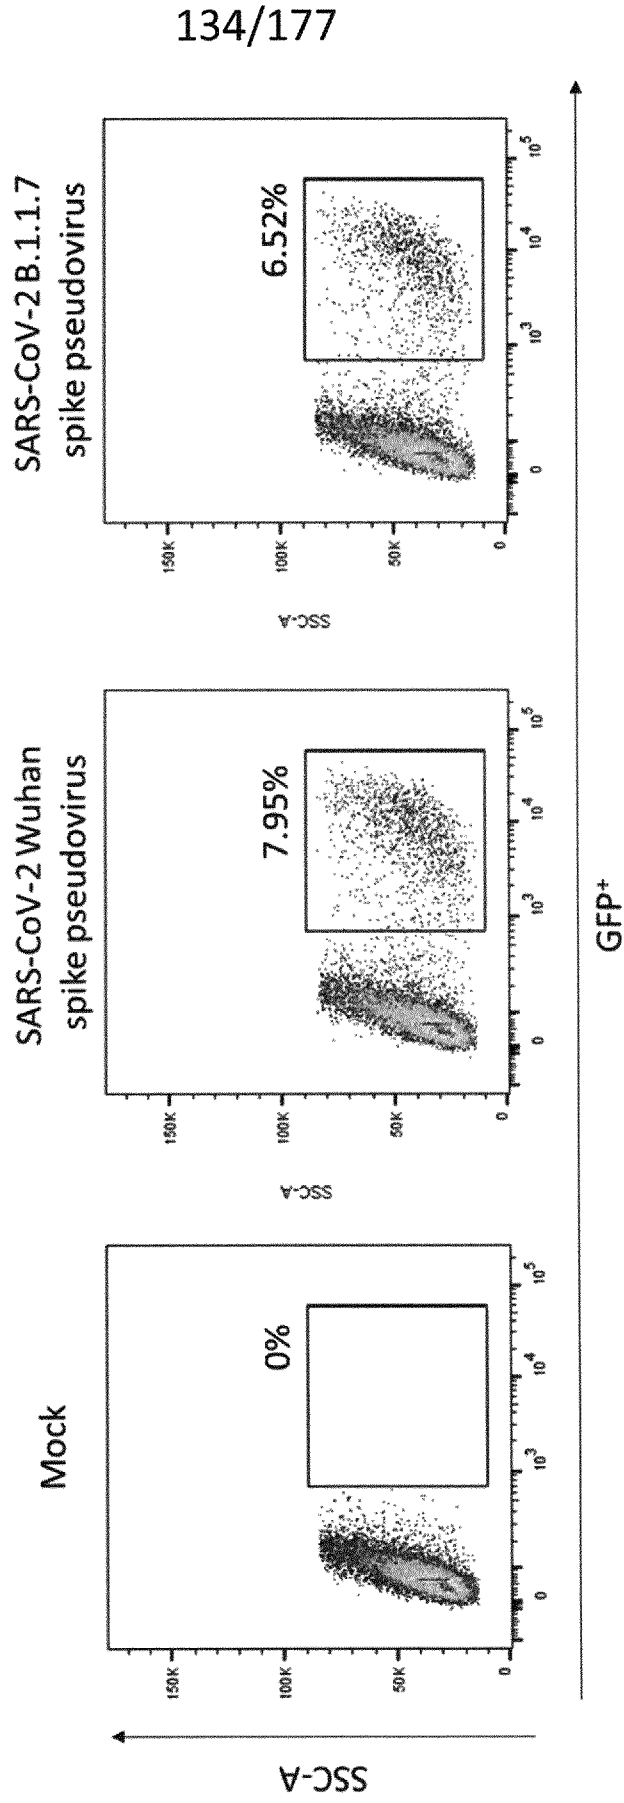 134/177
Mock
SARS-CoV-2 Wuhan
spike pseudovirus
SARS-CoV-2 B.1.1.7
spike pseudovirus
SSC-A
150K
100K
50K
0
0%
0
10³
10⁴
10⁵
SSC-A
150K
100K
50K
0
7.95%
0
10³
10⁴
10⁵
SSC-A
150K
100K
50K
0
6.52%
0
10³
10⁴
10⁵
GFP⁺